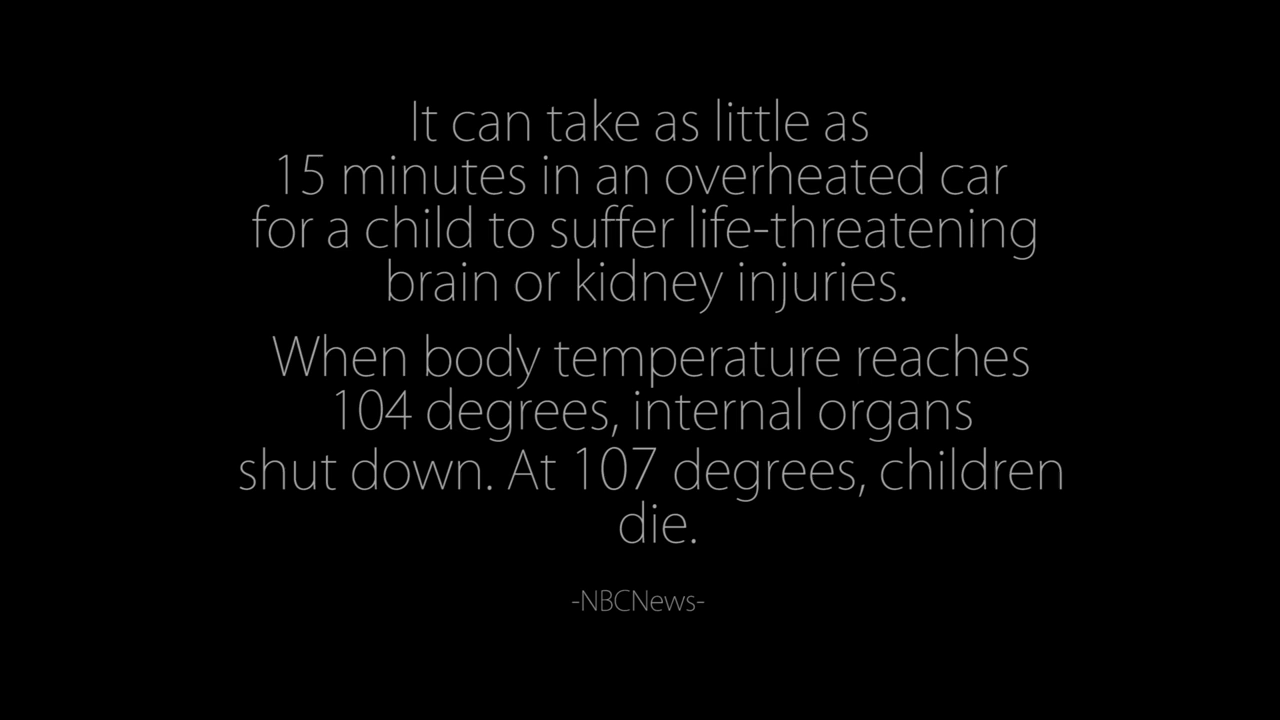 It can take as little as
15 minutes in an overheated car
for a child to suffer life-threatening
brain or kidney injuries.
When body temperature reaches
104 degrees, internal organs
shut down. At 107 degrees, children
die.
-NBCNews-